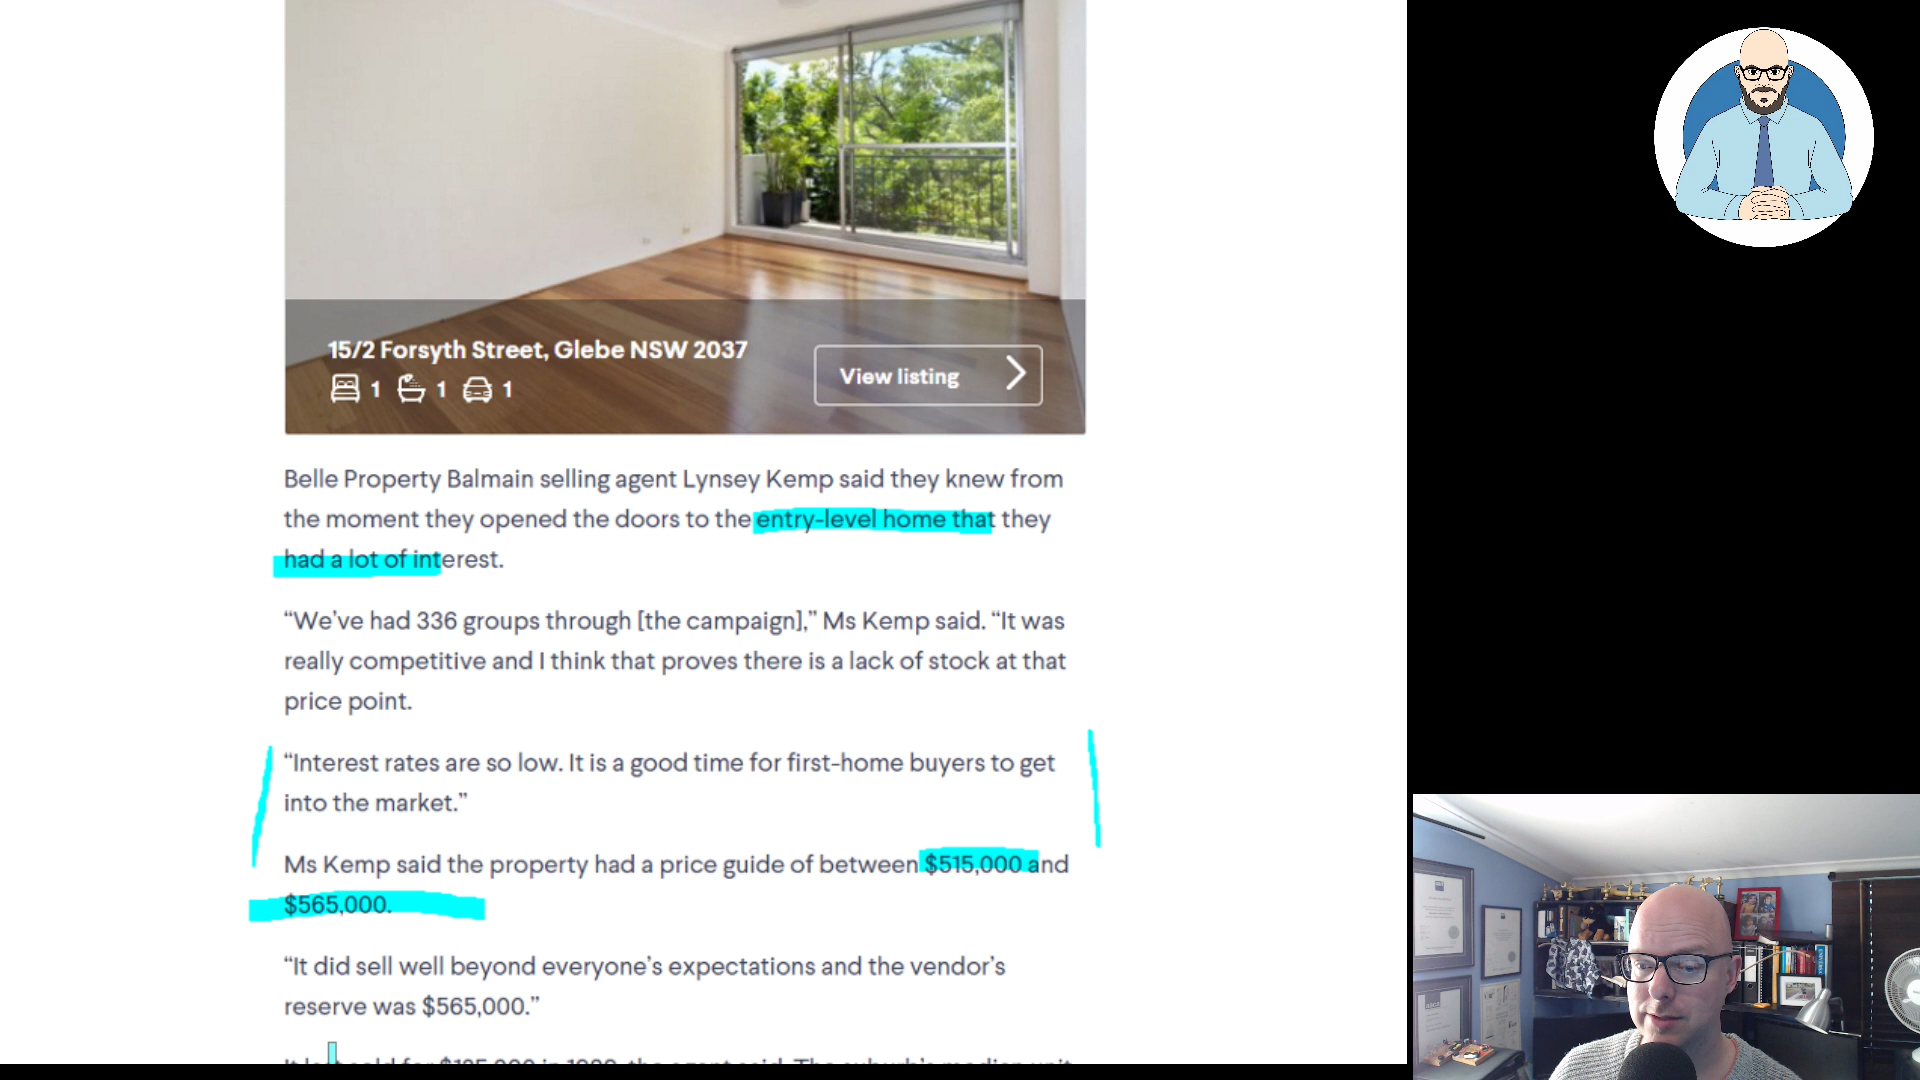 15/2 Forsyth Street, Glebe NSW 2037
1 1 1
View listing
Belle Property Balmain selling agent Lynsey Kemp said they knew from
the moment they opened the doors to the entry-level home that they
had a lot of interest.
“We’ve had 336 groups through [the campaign],” Ms Kemp said. “It was
really competitive and I think that proves there is a lack of stock at that
price point.
“Interest rates are so low. It is a good time for first-home buyers to get
into the market.”
Ms Kemp said the property had a price guide of between $515,000 and
$565,000.
“It did sell well beyond everyone’s expectations and the vendor’s
reserve was $565,000.”